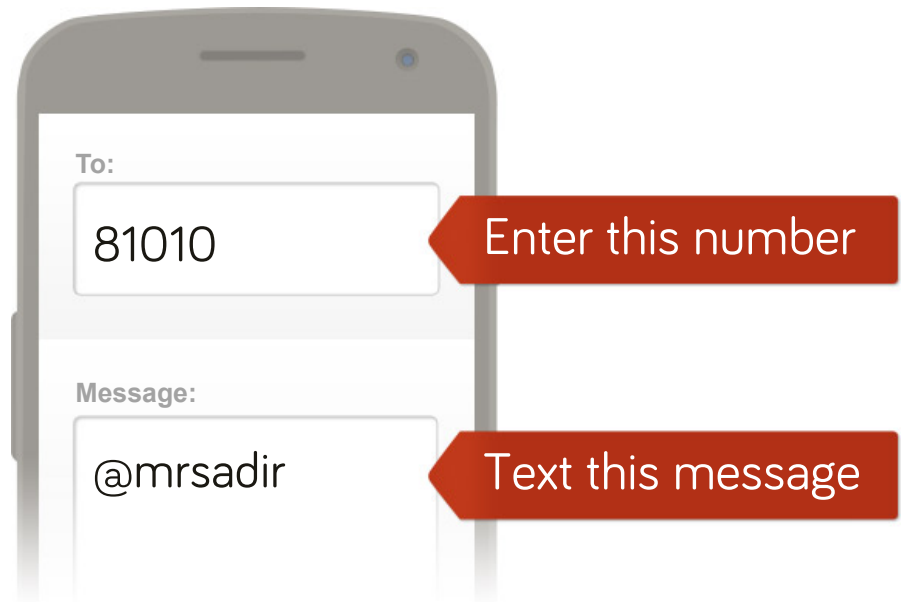 To:
81010
Enter this number
Message:
@mrsadir
Text this message